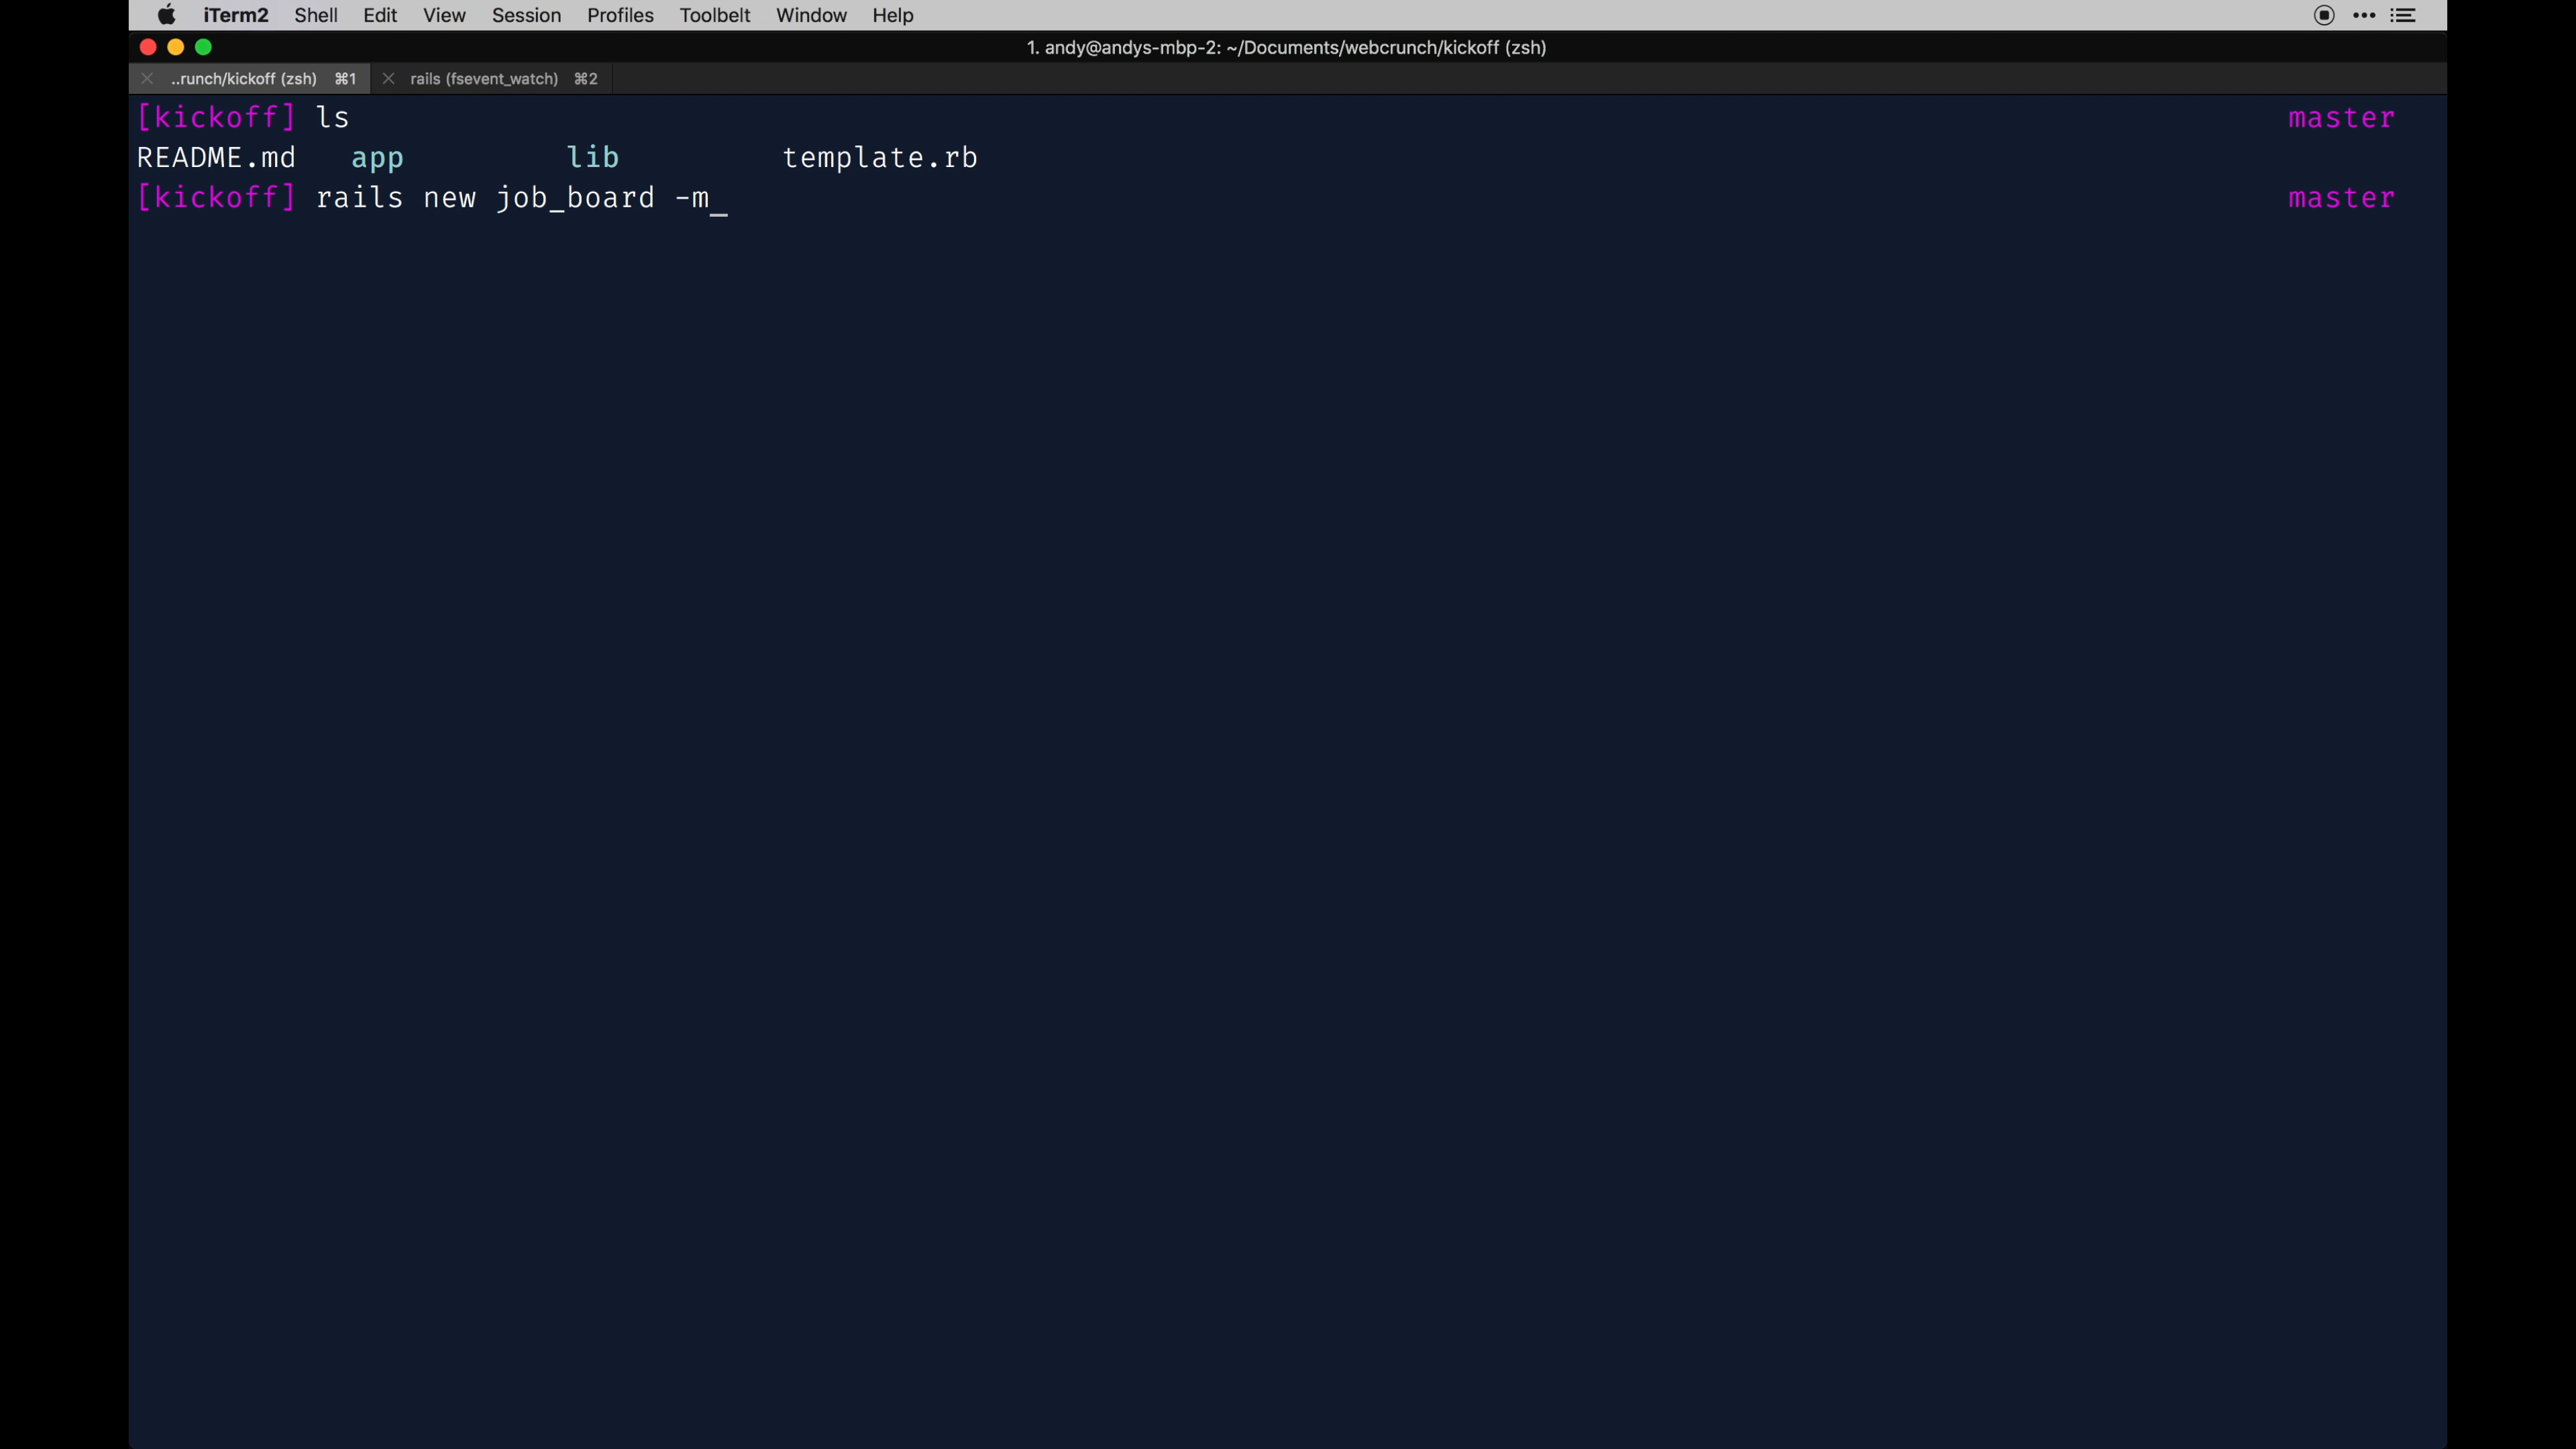 iTerm2 Shell Edit View Session Profiles Toolbelt Window Help
1. andy@andys-mbp-2: ~/Documents/webcrunch/kickoff (zsh)
..runch/kickoff (zsh) ⌘1 rails (fsevent_watch) ⌘2
[kickoff] ls master
README.md app lib template.rb
[kickoff] rails new job_board -m_ master